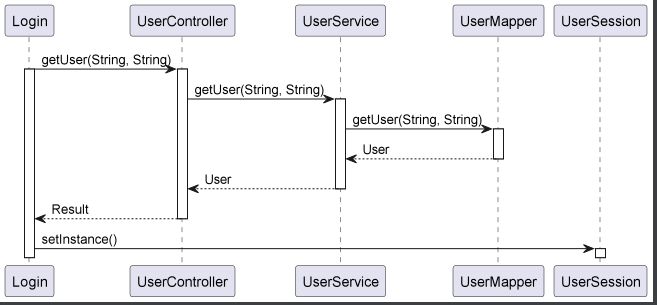 Login UserController UserService UserMapper UserSession
getUser(String, String)
getUser(String, String)
getUser(String, String)
User
User
Result
setInstance()
Login UserController UserService UserMapper UserSession